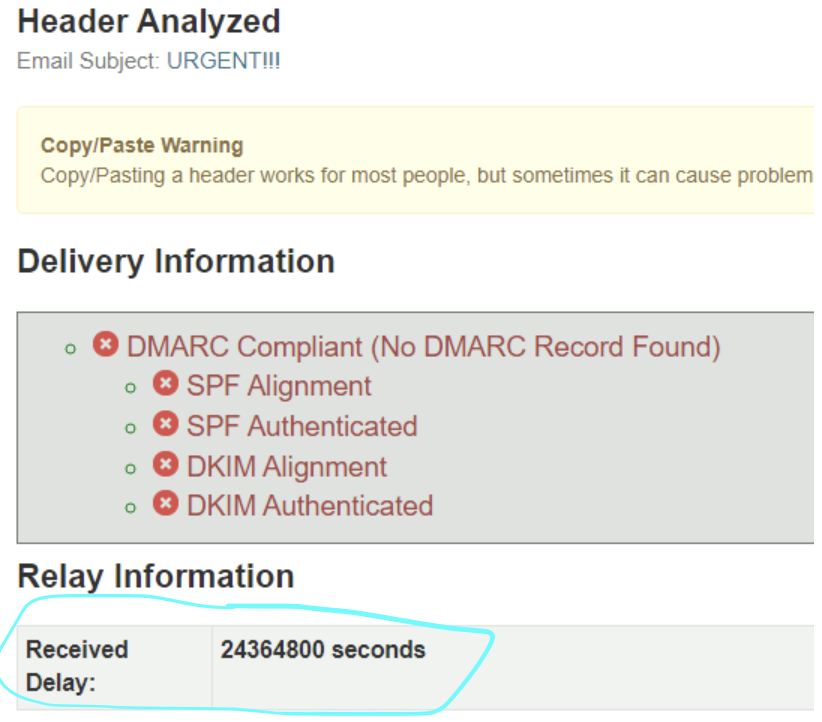 Header Analyzed
Email Subject: URGENT!!!
Copy/Paste Warning
Copy/Pasting a header works for most people, but sometimes it can cause problem
Delivery Information
DMARC Compliant (No DMARC Record Found)
SPF Alignment
SPF Authenticated
DKIM Alignment
DKIM Authenticated
Relay Information
Received 24364800 seconds
Delay: